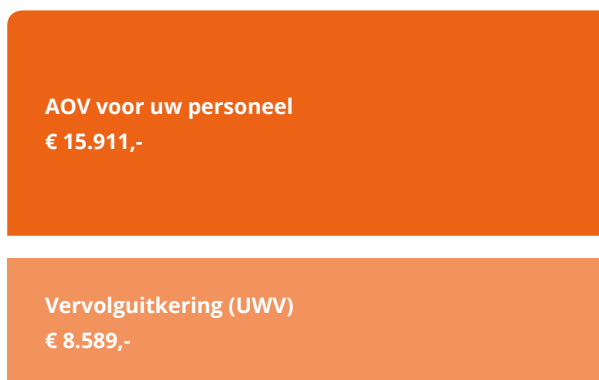 AOV voor uw personeel
€ 15.911,-
Vervolguitkering (UWV)
€ 8.589,-